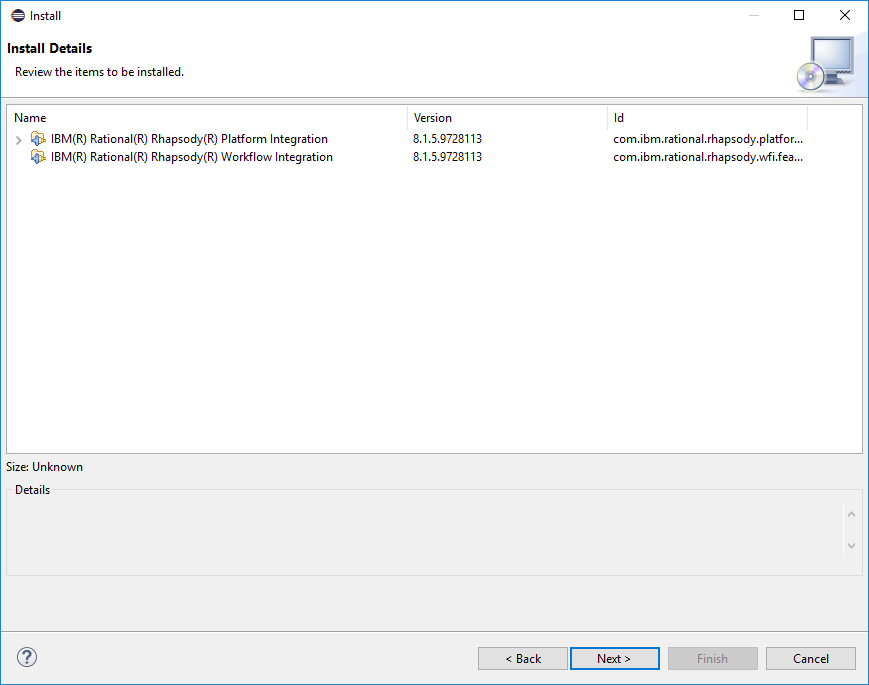 Install
Install Details
Review the items to be installed.
Name Version Id
IBM(R) Rational(R) Rhapsody(R) Platform Integration 8.1.5.9728113 com.ibm.rational.rhapsody.platfor...
IBM(R) Rational(R) Rhapsody(R) Workflow Integration 8.1.5.9728113 com.ibm.rational.rhapsody.wfi.fea...
Size: Unknown
Details
? < Back Next > Finish Cancel